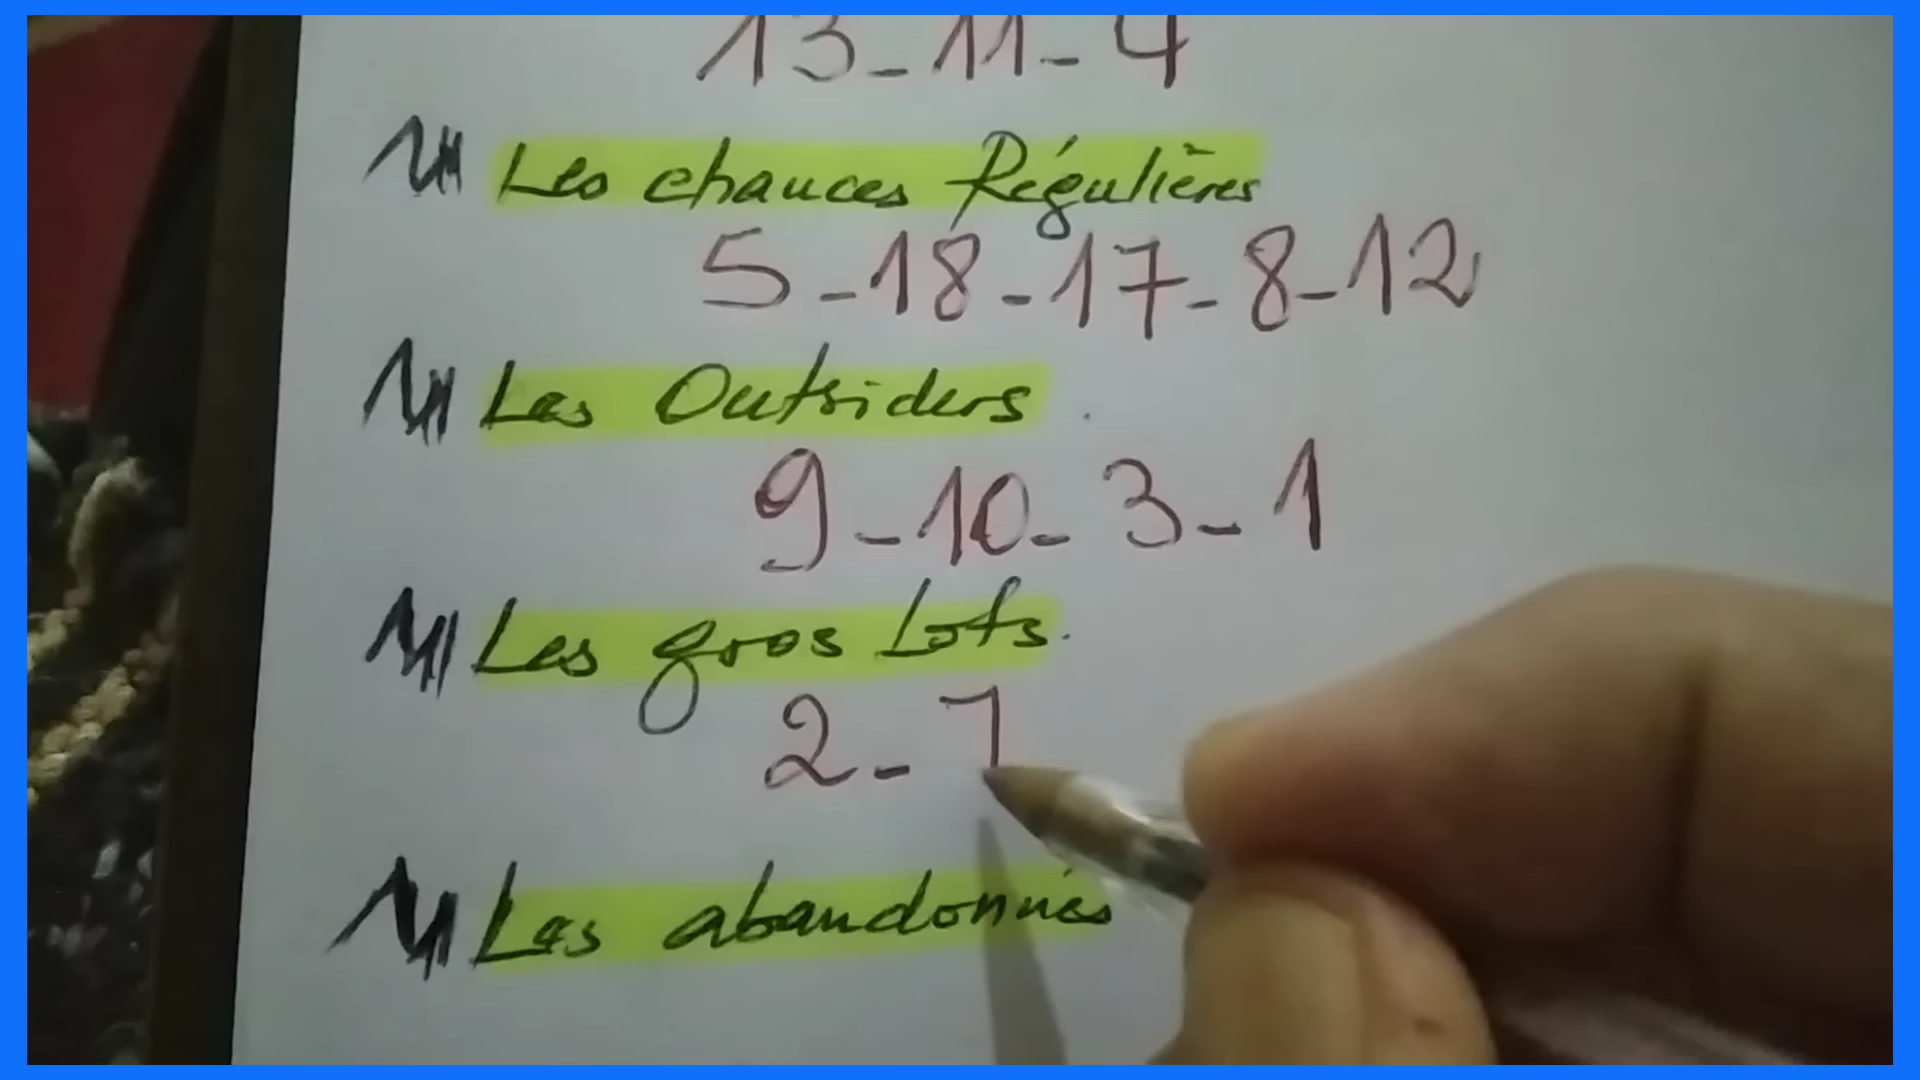 13-11-4
Les chances Régulières
5-18-17-8-12
Les Outsiders
9-10-3-1
Les gros Lots.
2-7
Les abandonnés